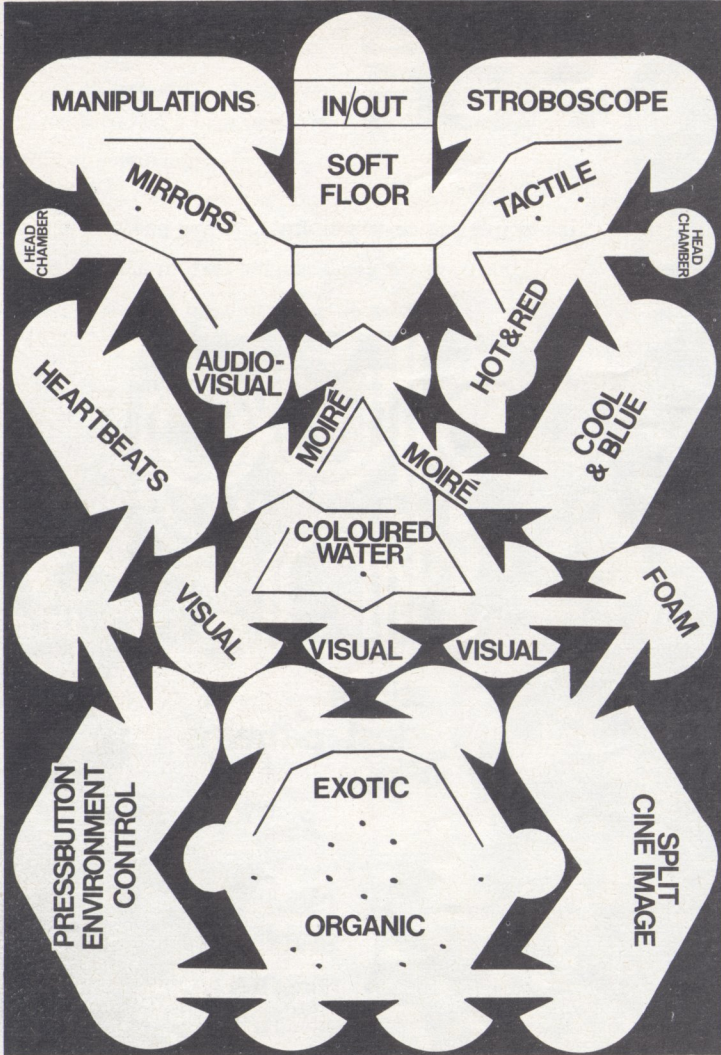 MANIPULATIONS
IN/OUT
STROBOSCOPE
SOFT
FLOOR
MIRRORS
TACTILE
HEAD
CHAMBER
HEAD
CHAMBER
AUDIO-
VISUAL
HOT&RED
HEARTBEATS
MOIRÉ
MOIRÉ
COOL
& BLUE
COLOURED
WATER
VISUAL
VISUAL
VISUAL
FOAM
PRESSBUTTON
ENVIRONMENT
CONTROL
EXOTIC
ORGANIC
SPLIT
CINE IMAGE